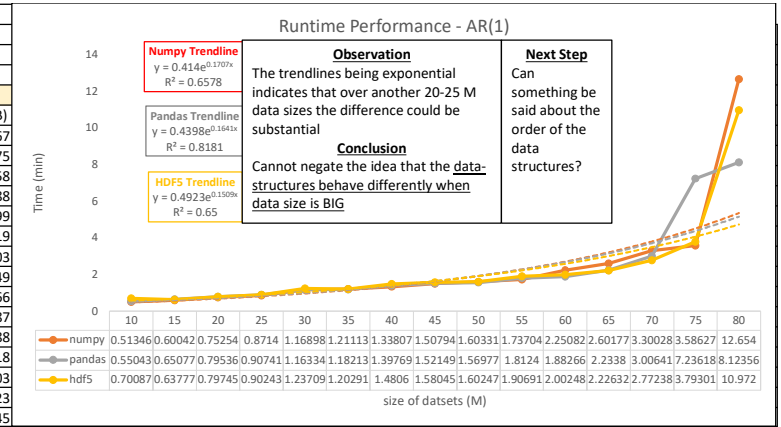 Runtime Performance - AR(1)
Numpy Trendline
y = 0.414e^0.1707x
R² = 0.6578
Pandas Trendline
y = 0.4398e^0.1641x
R² = 0.8181
HDF5 Trendline
y = 0.4923e^0.1509x
R² = 0.65
Observation
The trendlines being exponential
indicates that over another 20-25 M
data sizes the difference could be
substantial
Conclusion
Cannot negate the idea that the data-
structures behave differently when
data size is BIG
Next Step
Can
something be
said about the
order of the
data
structures?
Time (min)
14
12
10
8
6
4
2
0
10 15 20 25 30 35 40 45 50 55 60 65 70 75 80
numpy 0.51346 0.60042 0.75254 0.8714 1.16898 1.21113 1.33807 1.50794 1.60331 1.73704 2.25082 2.60177 3.30028 3.58627 12.654
pandas 0.55043 0.65077 0.79536 0.90741 1.16334 1.18213 1.39769 1.52149 1.56977 1.8124 1.88266 2.2338 3.00641 7.23618 8.12356
hdf5 0.70087 0.63777 0.79745 0.90243 1.23709 1.20291 1.4806 1.58045 1.60247 1.90691 2.00248 2.22632 2.77238 3.79301 10.972
size of datsets (M)